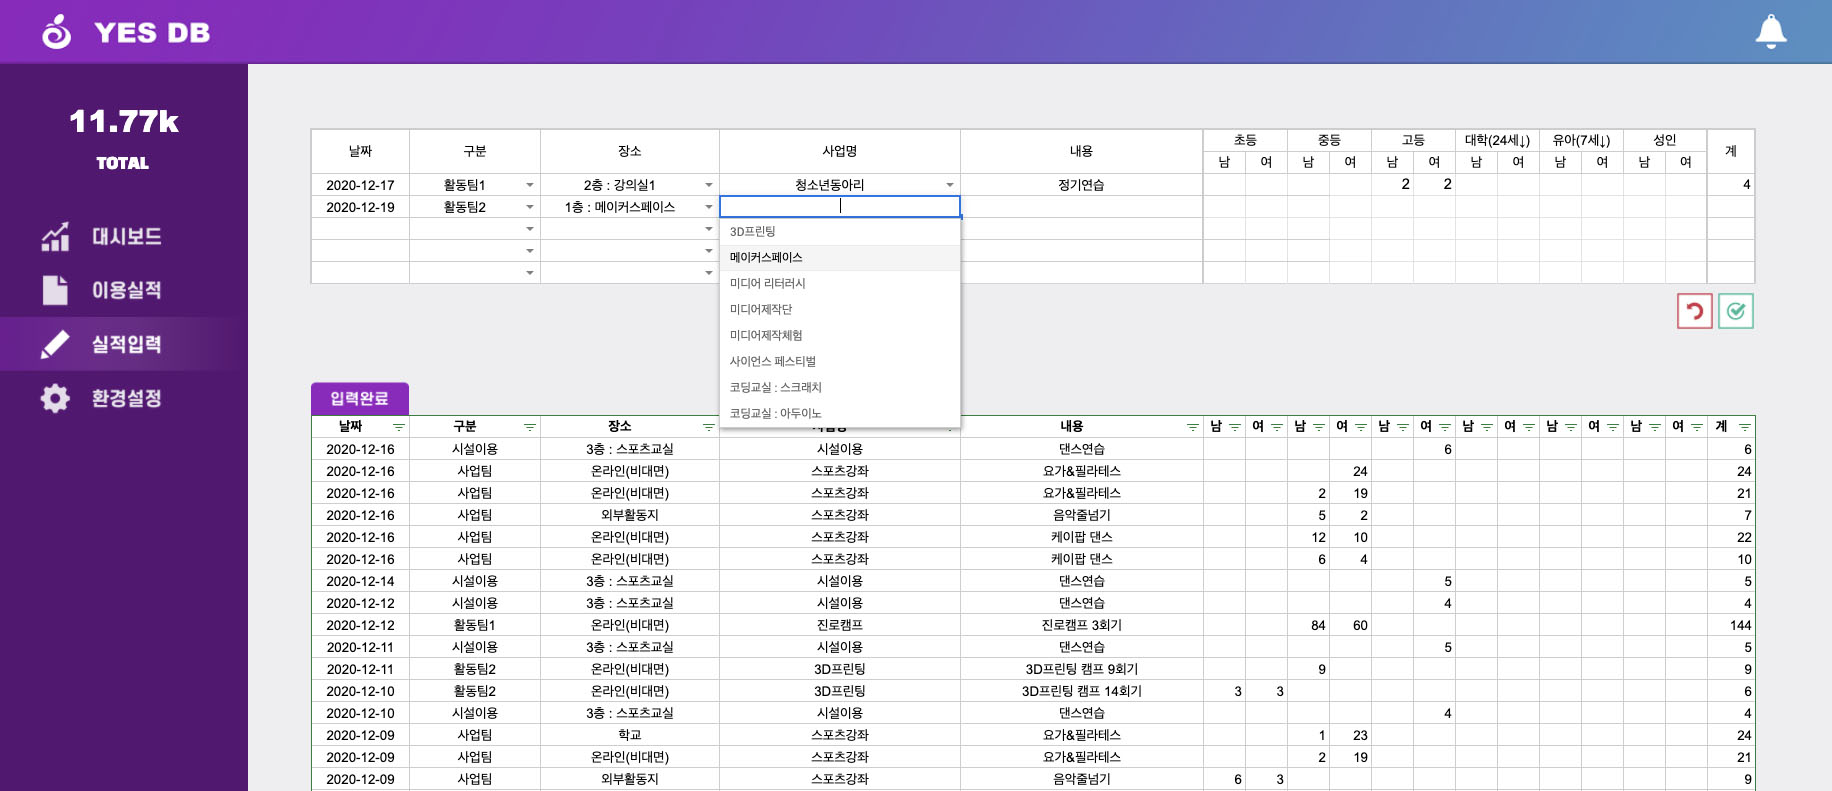 YES DB
11.77k
TOTAL
대시보드
이용실적
실적입력
환경설정
날짜 구분 장소 사업명 내용 초등 중등 고등 대학(24세↓) 유아(7세↓) 성인 계
남 여 남 여 남 여 남 여 남 여 남 여
2020-12-17 활동팀1 2층 : 강의실1 청소년동아리 정기연습 2 2 4
2020-12-19 활동팀2 1층 : 메이커스페이스
3D프린팅
메이커스페이스
미디어 리터러시
미디어제작단
미디어제작체험
사이언스 페스티벌
코딩교실 : 스크래치
코딩교실 : 아두이노
입력완료
날짜 구분 장소 내용 남 여 남 여 남 여 남 여 남 여 남 여 계
2020-12-16 시설이용 3층 : 스포츠교실 시설이용 댄스연습 6 6
2020-12-16 사업팀 온라인(비대면) 스포츠강좌 요가&필라테스 24 24
2020-12-16 사업팀 온라인(비대면) 스포츠강좌 요가&필라테스 2 19 21
2020-12-16 사업팀 외부활동지 스포츠강좌 음악줄넘기 5 2 7
2020-12-16 사업팀 온라인(비대면) 스포츠강좌 케이팝 댄스 12 10 22
2020-12-16 사업팀 온라인(비대면) 스포츠강좌 케이팝 댄스 6 4 10
2020-12-14 시설이용 3층 : 스포츠교실 시설이용 댄스연습 5 5
2020-12-12 시설이용 3층 : 스포츠교실 시설이용 댄스연습 4 4
2020-12-12 활동팀1 온라인(비대면) 진로캠프 진로캠프 3회기 84 60 144
2020-12-11 시설이용 3층 : 스포츠교실 시설이용 댄스연습 5 5
2020-12-11 활동팀2 온라인(비대면) 3D프린팅 3D프린팅 캠프 9회기 9 9
2020-12-10 활동팀2 온라인(비대면) 3D프린팅 3D프린팅 캠프 14회기 3 3 6
2020-12-10 시설이용 3층 : 스포츠교실 시설이용 댄스연습 4 4
2020-12-09 사업팀 학교 스포츠강좌 요가&필라테스 1 23 24
2020-12-09 사업팀 온라인(비대면) 스포츠강좌 요가&필라테스 2 19 21
2020-12-09 사업팀 외부활동지 스포츠강좌 음악줄넘기 6 3 9